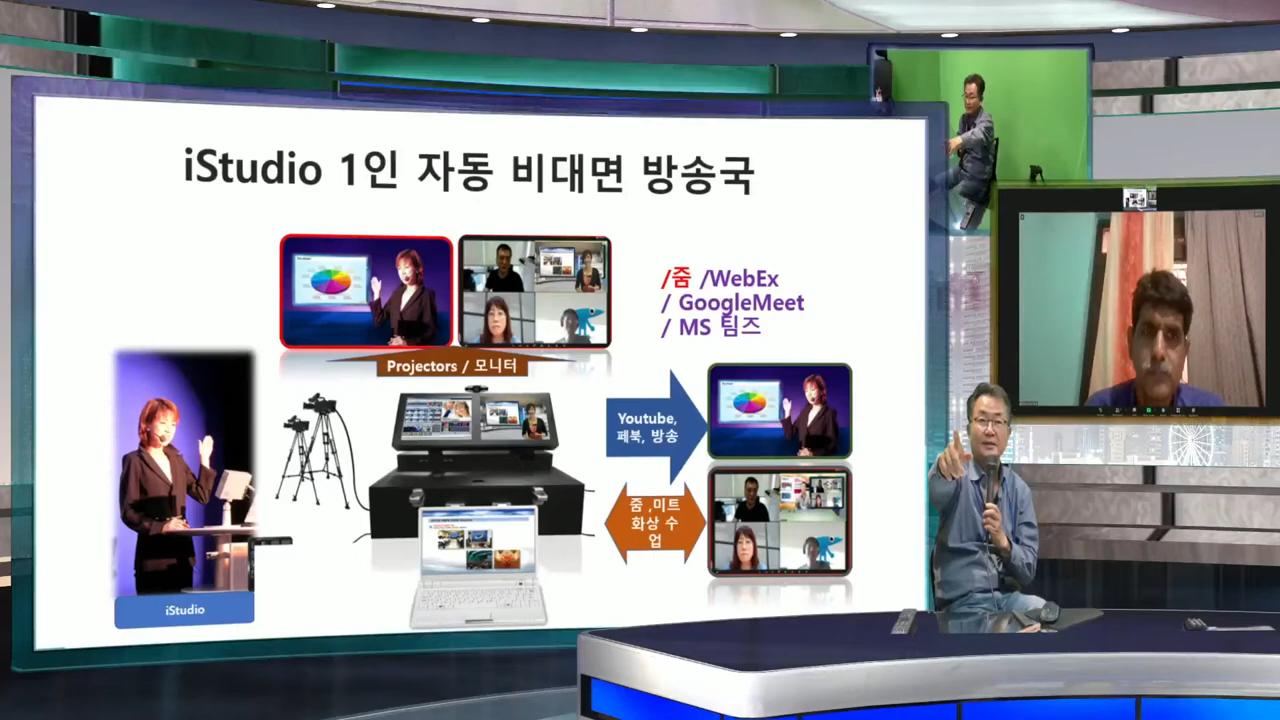 iStudio 1인 자동 비대면 방송국
/줌 /WebEx
/ GoogleMeet
/ MS 팀즈
Projectors / 모니터
Youtube,
페북, 방송
줌 ,미트
화상 수
업
iStudio